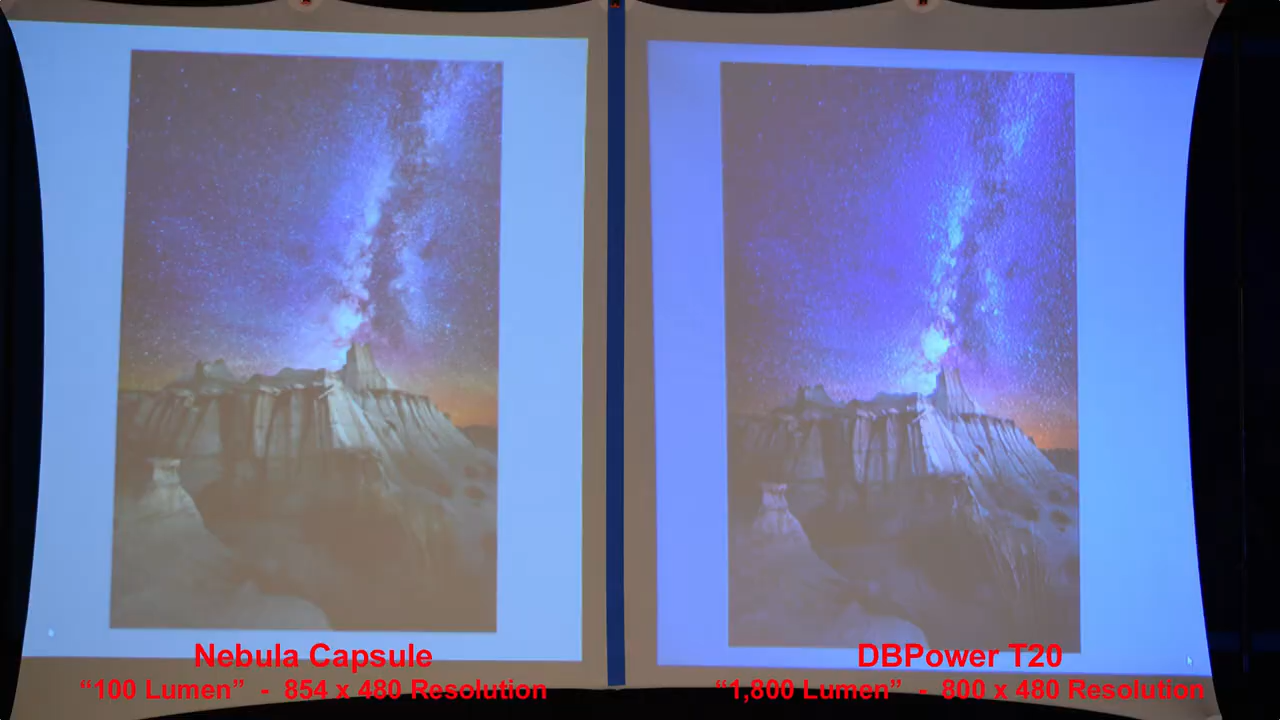 Nebula Capsule
“100 Lumen” - 854 x 480 Resolution
DBPower T20
“1,800 Lumen” - 800 x 480 Resolution